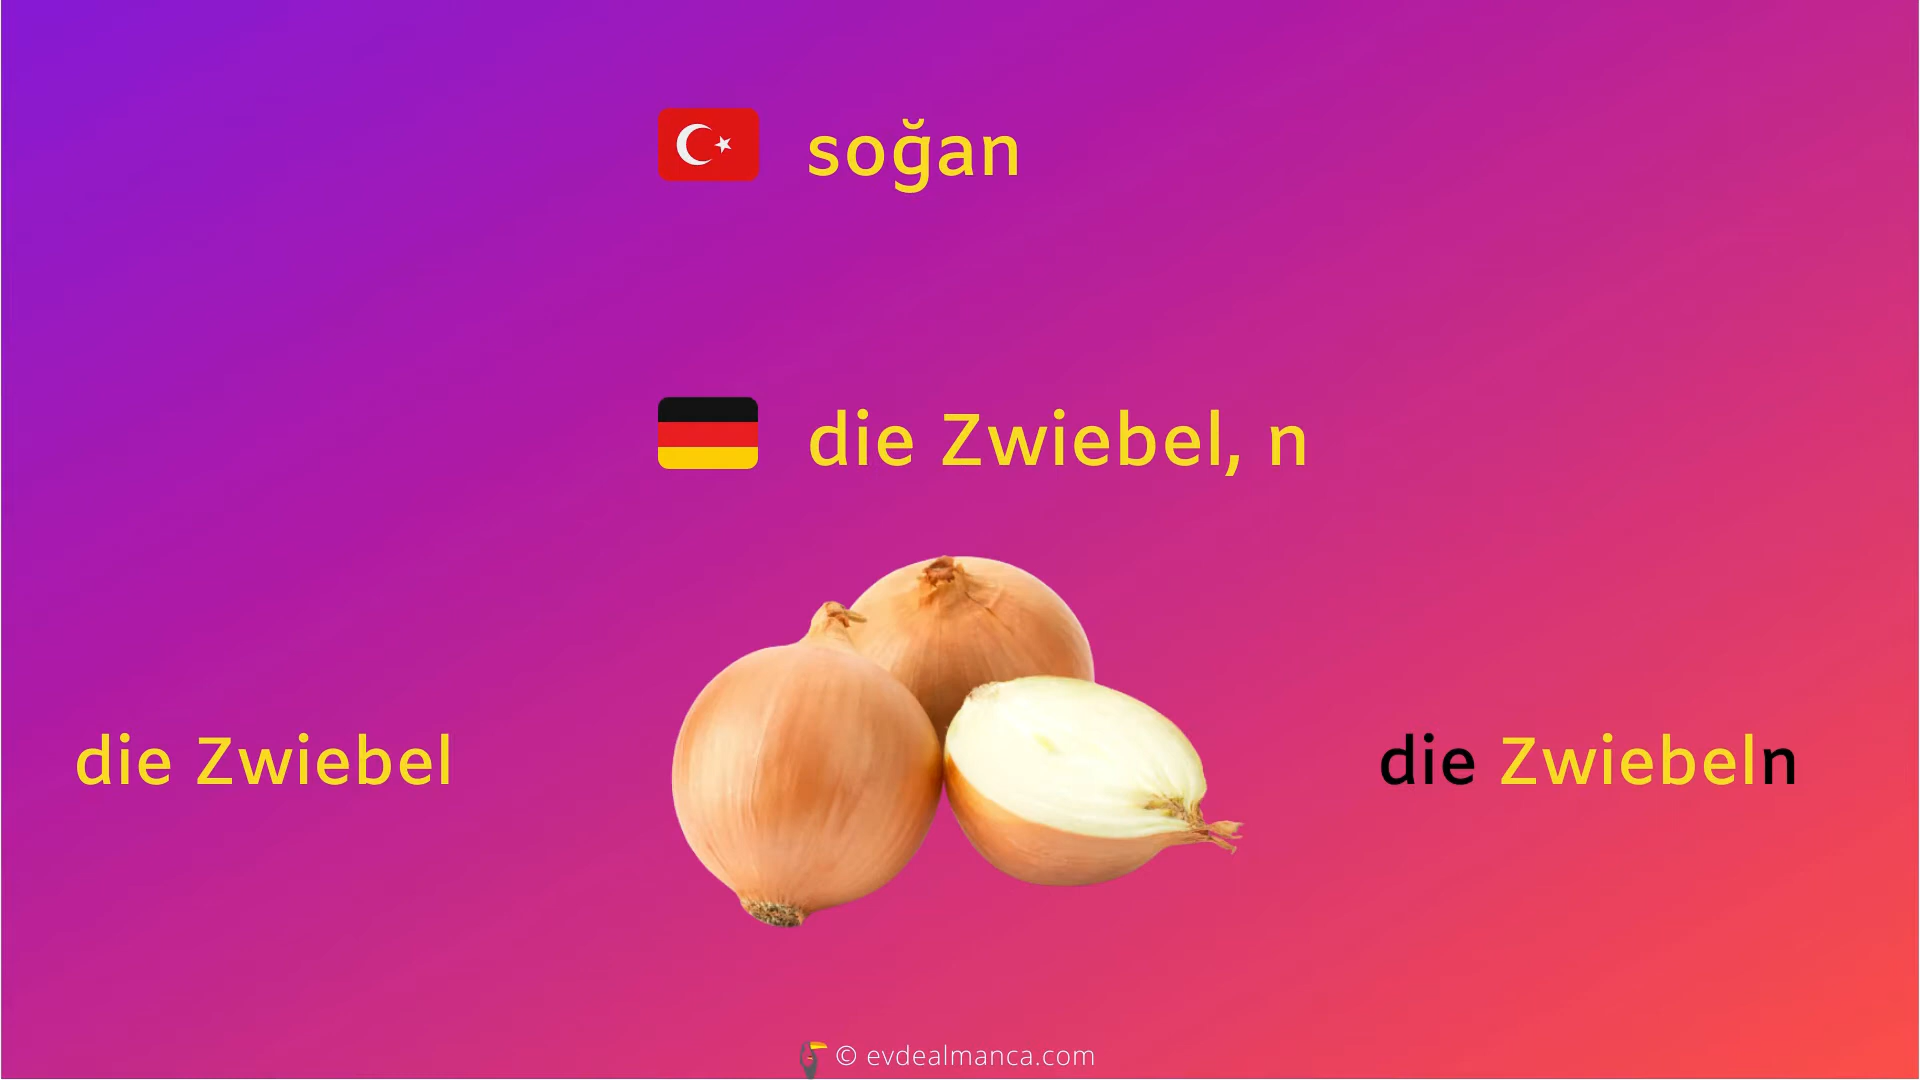 soğan
die Zwiebel, n
die Zwiebel
die Zwiebeln
© evdealmanca.com